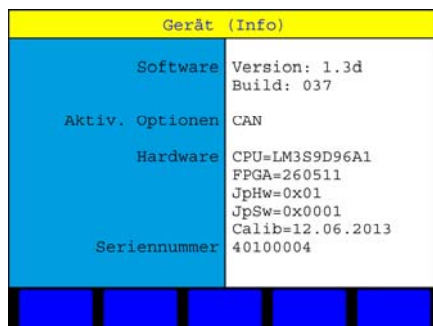 Gerät (Info)
Software Version: 1.3d
Build: 037
Aktiv. Optionen CAN
Hardware CPU=LM3S9D96A1
FPGA=260511
JpHw=0x01
JpSw=0x0001
Calib=12.06.2013
Seriennummer 40100004